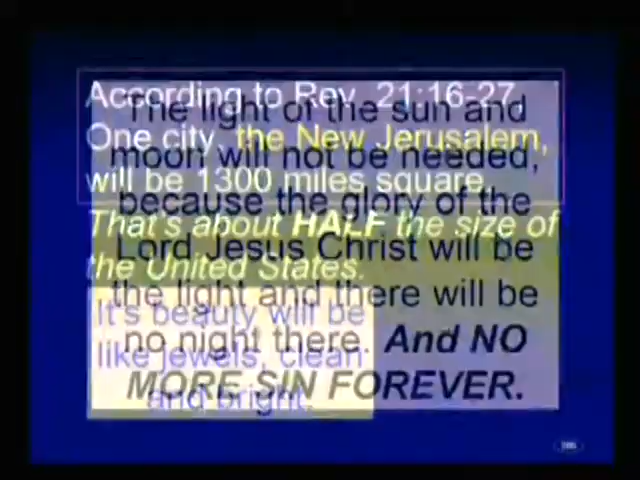 According to Rev. 21:16-27,
One city, the New Jerusalem,
will be 1300 miles square.
That's about HALF the size of
the United States.
It's beauty will be
like jewels, clean
and bright.
The light of the sun and
moon will not be needed,
because the glory of the
Lord Jesus Christ will be
the light and there will be
no night there. And NO
MORE SIN FOREVER.